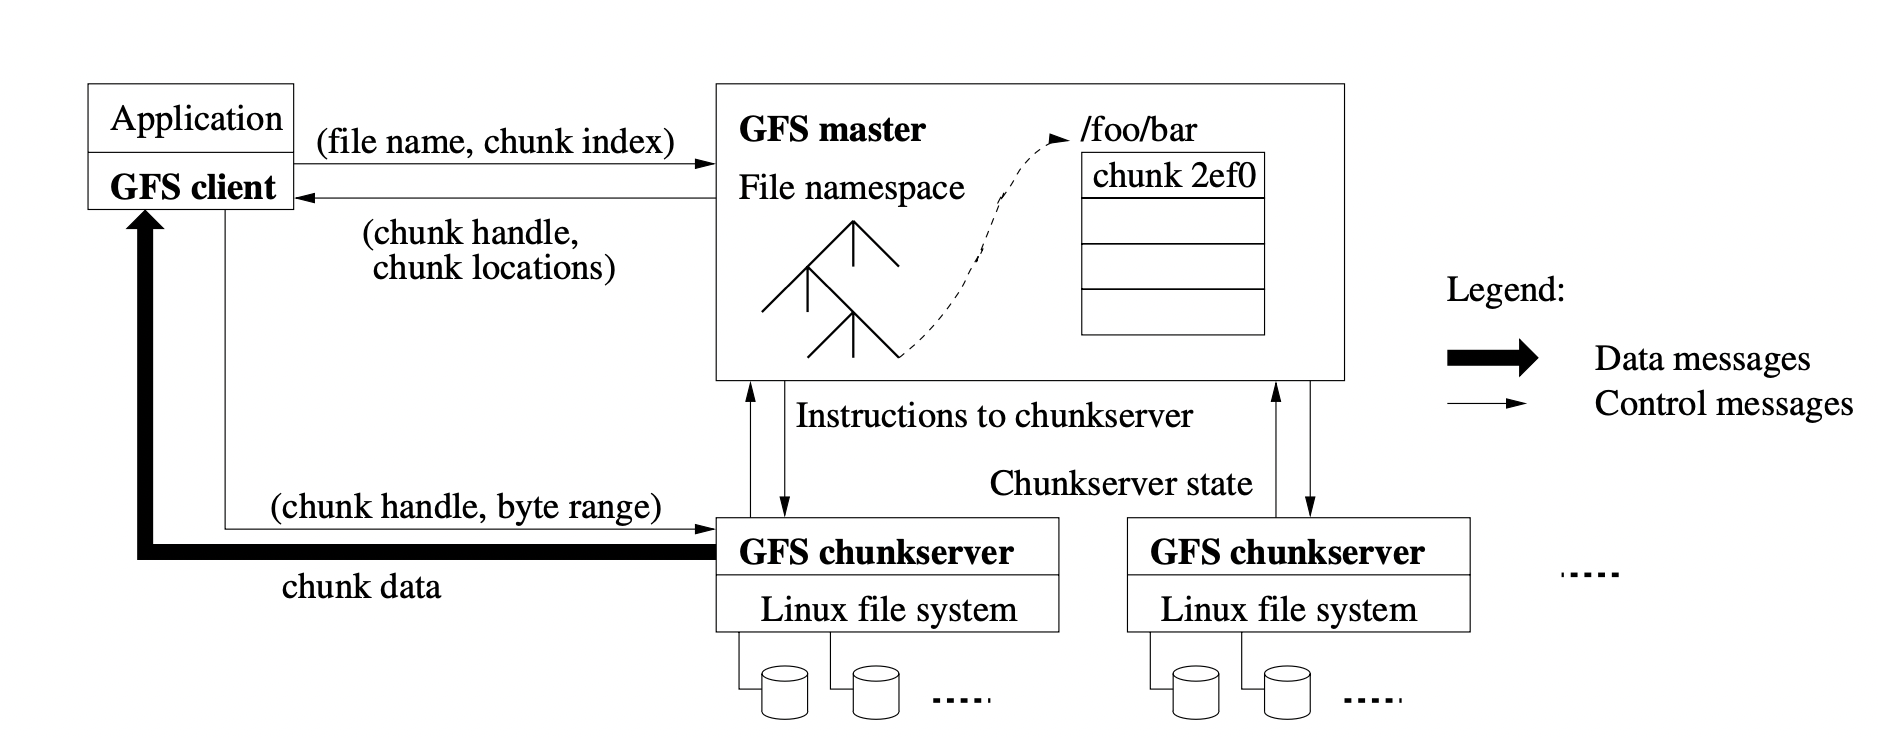 Application
GFS client
(file name, chunk index)
(chunk handle,
chunk locations)
GFS master
File namespace
/foo/bar
chunk 2ef0
Legend:
Data messages
Control messages
Instructions to chunkserver
Chunkserver state
(chunk handle, byte range)
chunk data
GFS chunkserver
Linux file system
GFS chunkserver
Linux file system